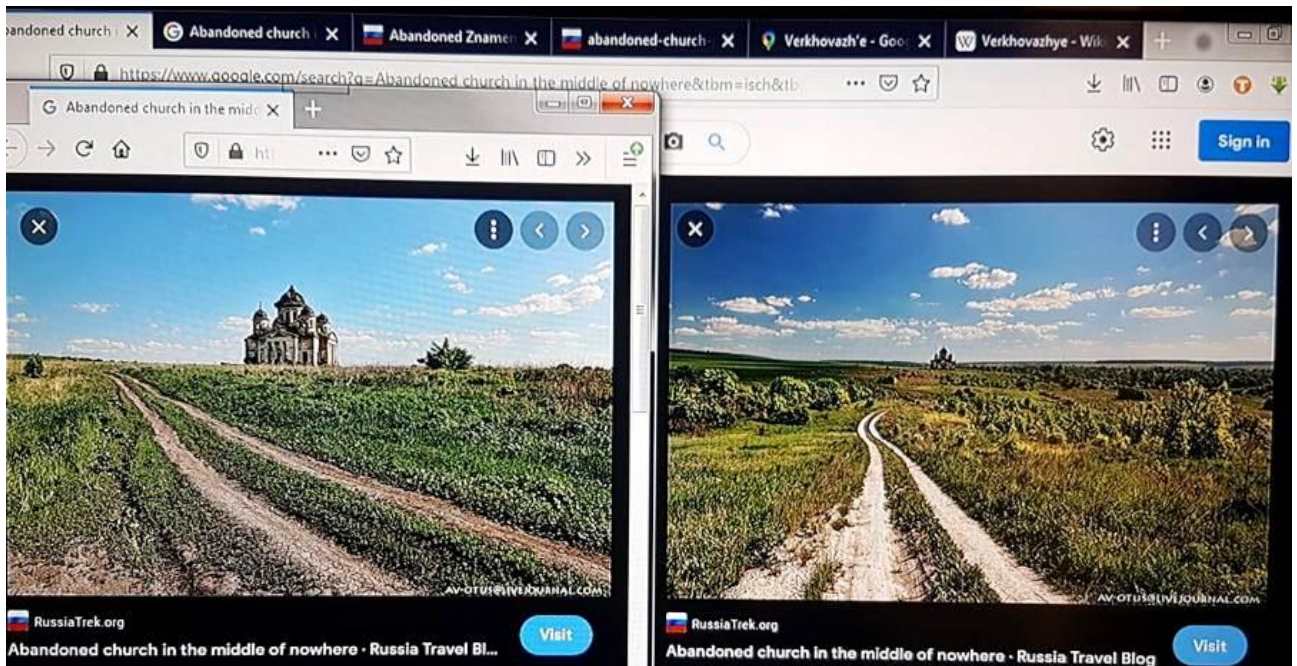 andoned church i
Abandoned church i
Abandoned Znamen
abandoned-church-
Verkhovazh'e - Goo
Verkhovazhye - Wik
https://www.google.com/search?q=Abandoned church in the middle of nowhere&tbm=isch&tb
G Abandoned church in the midd
htt
Sign in
AV-OTUS@LIVEJOURNAL.COM
AV-OTUS@LIVEJOURNAL.COM
RussiaTrek.org
Abandoned church in the middle of nowhere · Russia Travel Bl...
Visit
RussiaTrek.org
Abandoned church in the middle of nowhere · Russia Travel Blog
Visit